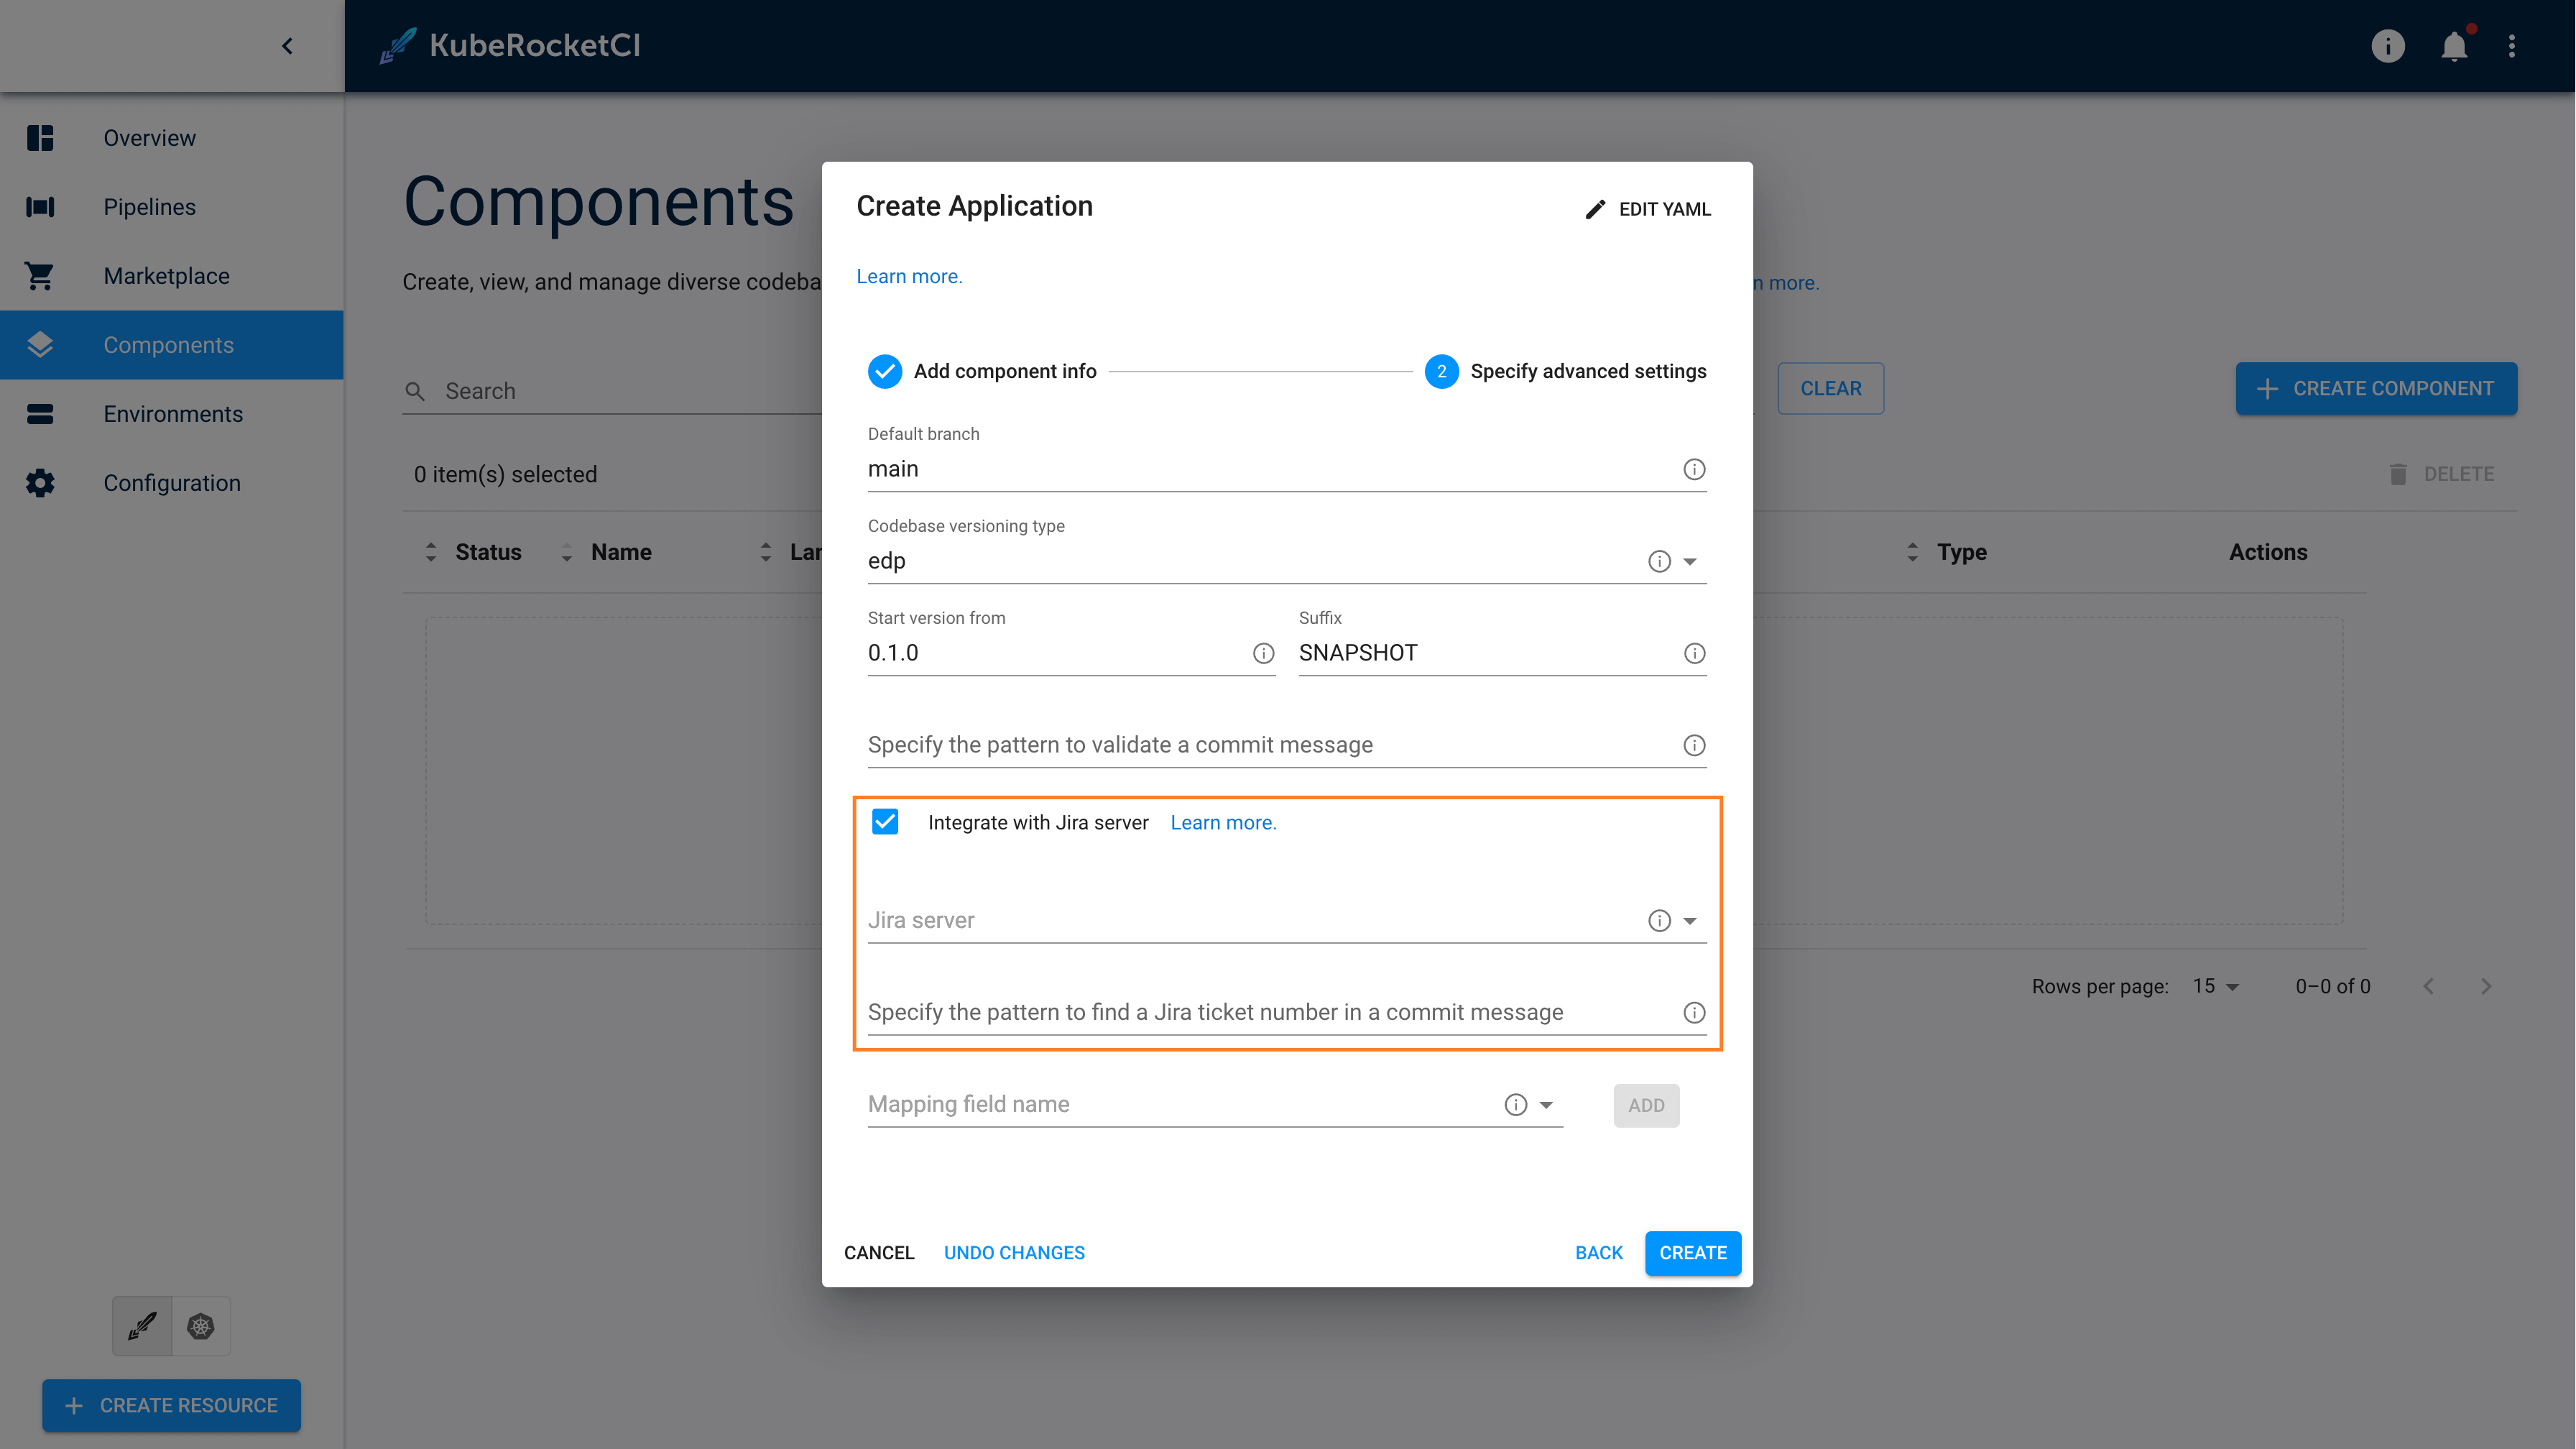 KubeRocketCI
Overview
Pipelines
Marketplace
Components
Environments
Configuration
CREATE RESOURCE
Components
Create, view, and manage diverse codeba
n more.
Search
CLEAR
CREATE COMPONENT
0 item(s) selected
DELETE
Status Name Lan Type Actions
Rows per page: 15 0–0 of 0
Create Application
EDIT YAML
Learn more.
Add component info
2 Specify advanced settings
Default branch
main
Codebase versioning type
edp
Start version from Suffix
0.1.0 SNAPSHOT
Specify the pattern to validate a commit message
Integrate with Jira server Learn more.
Jira server
Specify the pattern to find a Jira ticket number in a commit message
Mapping field name
ADD
CANCEL UNDO CHANGES BACK CREATE